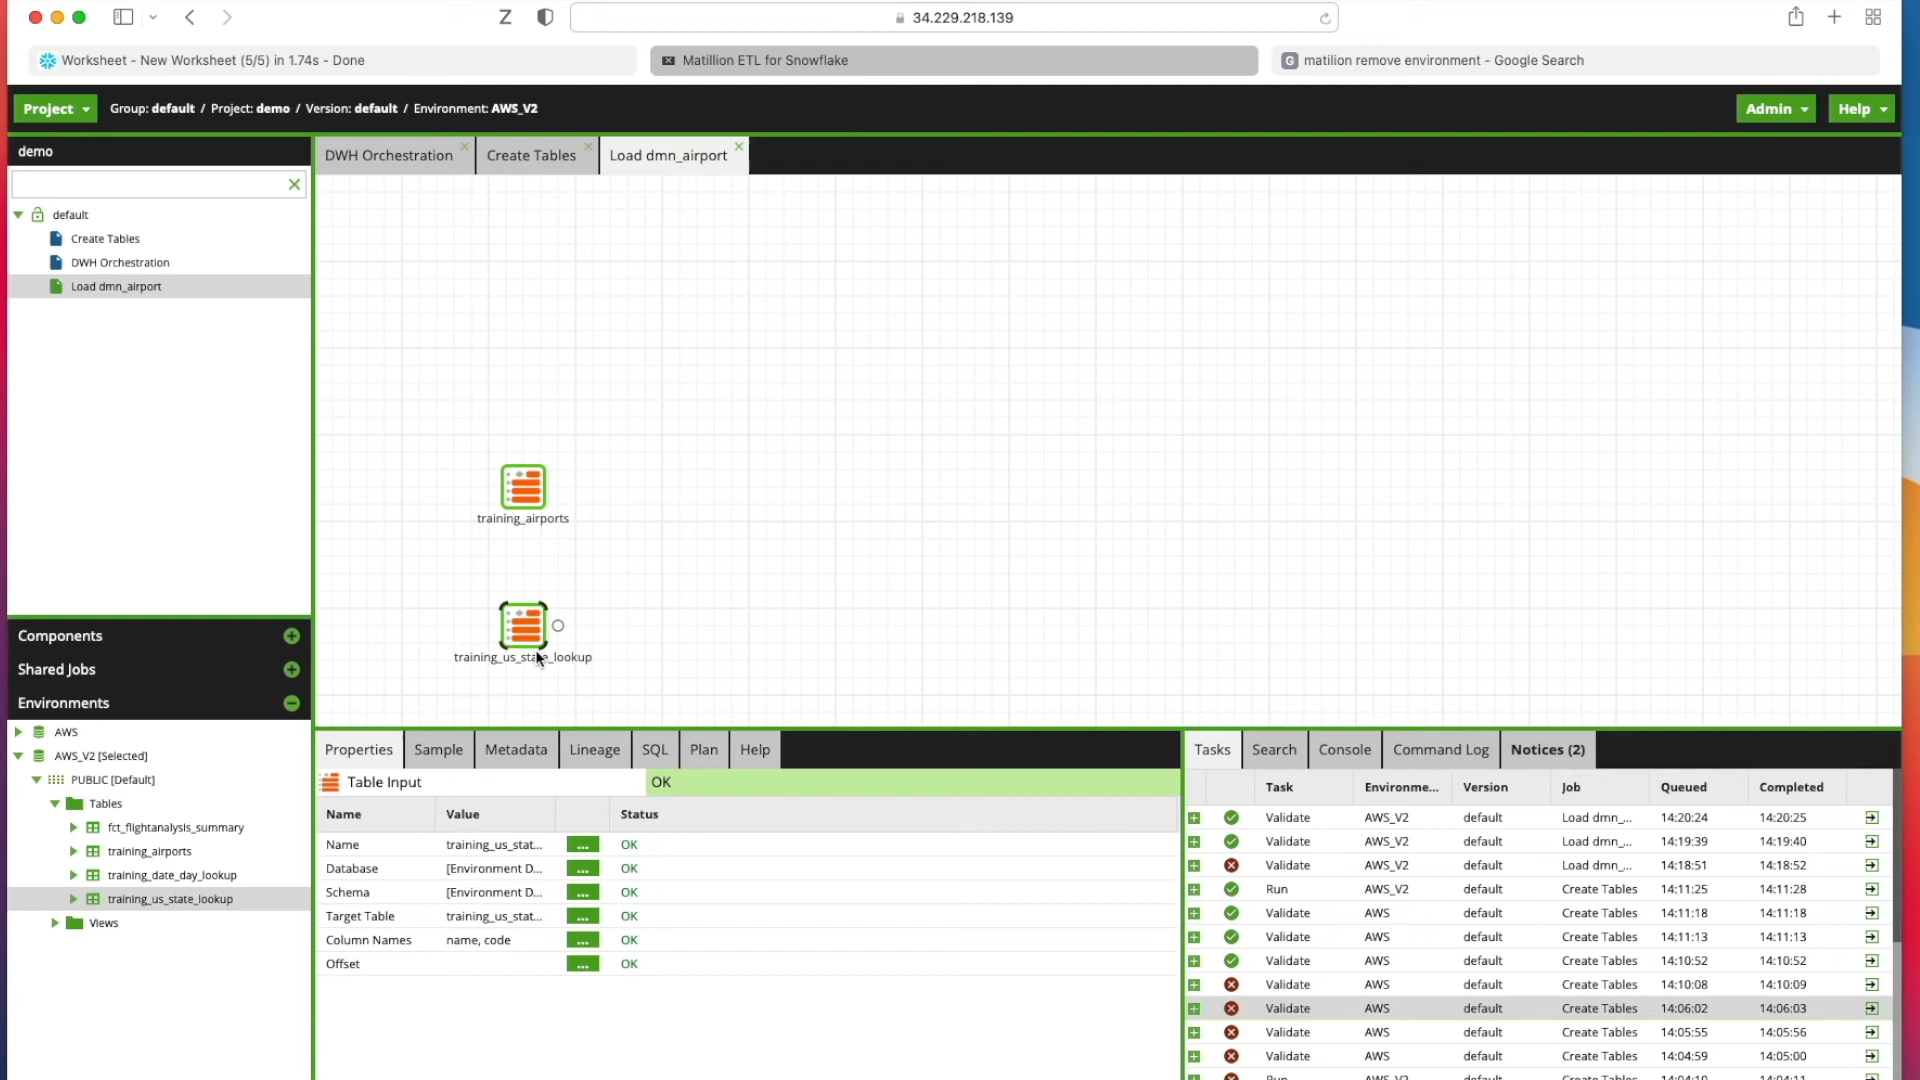 34.229.218.139
Worksheet - New Worksheet (5/5) in 1.74s - Done
Matillion ETL for Snowflake
G matilion remove environment - Google Search
Project
Group: default / Project: demo / Version: default / Environment: AWS_V2
Admin
Help
demo
DWH Orchestration
Create Tables
Load dmn_airport
default
Create Tables
DWH Orchestration
Load dmn_airport
training_airports
training_us_state_lookup
Components
Shared Jobs
Environments
AWS
AWS_V2 [Selected]
PUBLIC [Default]
Tables
fct_flightanalysis_summary
training_airports
training_date_day_lookup
training_us_state_lookup
Views
Properties Sample Metadata Lineage SQL Plan Help
Table Input OK
Name Value Status
Name training_us_stat... ... OK
Database [Environment D... ... OK
Schema [Environment D... ... OK
Target Table training_us_stat... ... OK
Column Names name, code ... OK
Offset ... OK
Tasks Search Console Command Log Notices (2)
Task Environme... Version Job Queued Completed
Validate AWS_V2 default Load dmn_... 14:20:24 14:20:25
Validate AWS_V2 default Load dmn_... 14:19:39 14:19:40
Validate AWS_V2 default Load dmn_... 14:18:51 14:18:52
Run AWS_V2 default Create Tables 14:11:25 14:11:28
Validate AWS default Create Tables 14:11:18 14:11:18
Validate AWS default Create Tables 14:11:13 14:11:13
Validate AWS default Create Tables 14:10:52 14:10:52
Validate AWS default Create Tables 14:10:08 14:10:09
Validate AWS default Create Tables 14:06:02 14:06:03
Validate AWS default Create Tables 14:05:55 14:05:56
Validate AWS default Create Tables 14:04:59 14:05:00